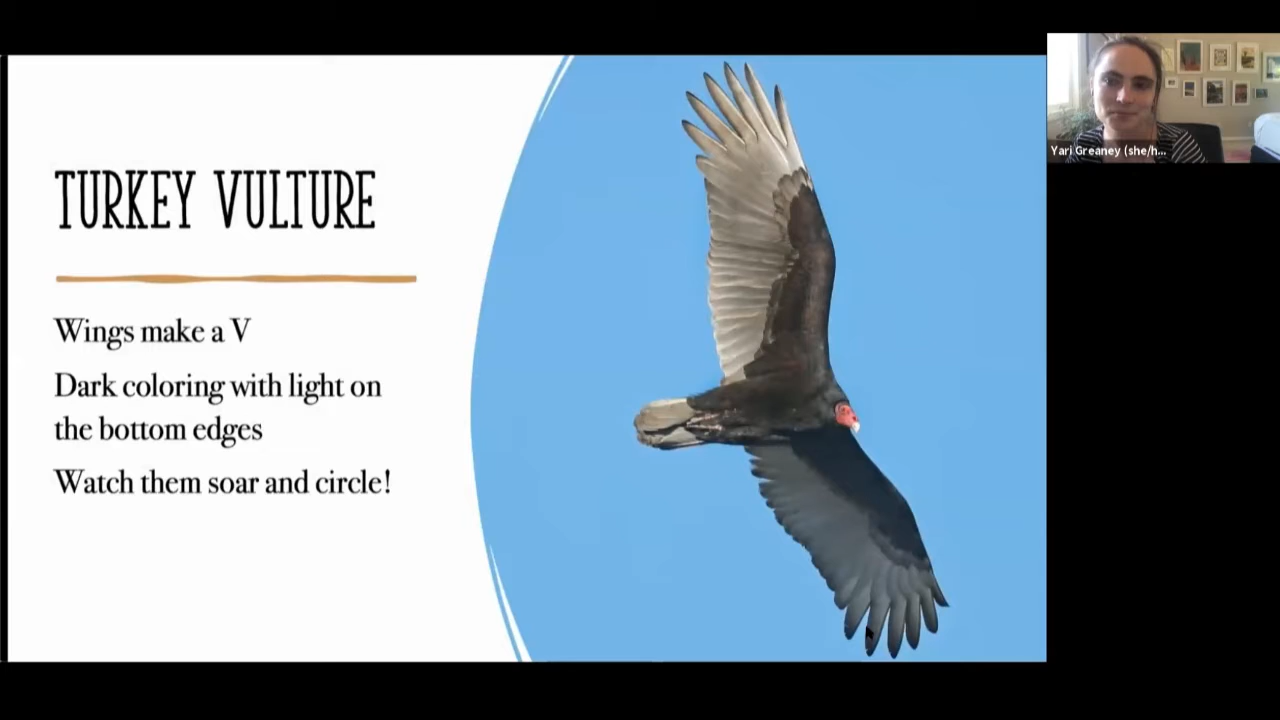 TURKEY VULTURE
Wings make a V
Dark coloring with light on
the bottom edges
Watch them soar and circle!
Yari Greaney (she/h...